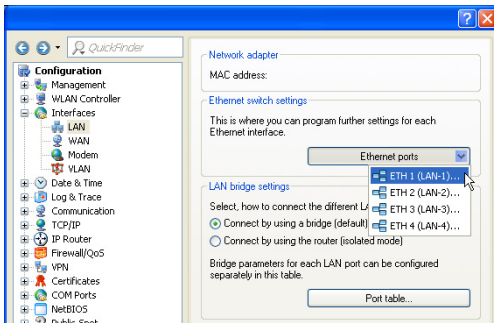 QuickFinder
Configuration
Management
WLAN Controller
Interfaces
LAN
WAN
Modem
VLAN
Date & Time
Log & Trace
Communication
TCP/IP
IP Router
Firewall/QoS
VPN
Certificates
COM Ports
NetBIOS
Public Spot
Network adapter
MAC address:
Ethernet switch settings
This is where you can program further settings for each
Ethernet interface.
Ethernet ports
ETH 1 (LAN-1)...
ETH 2 (LAN-2)...
ETH 3 (LAN-3)...
ETH 4 (LAN-4)...
LAN bridge settings
Select, how to connect the different
Connect by using a bridge (default)
Connect by using the router (isolated mode)
Bridge parameters for each LAN port can be configured
separately in this table.
Port table...